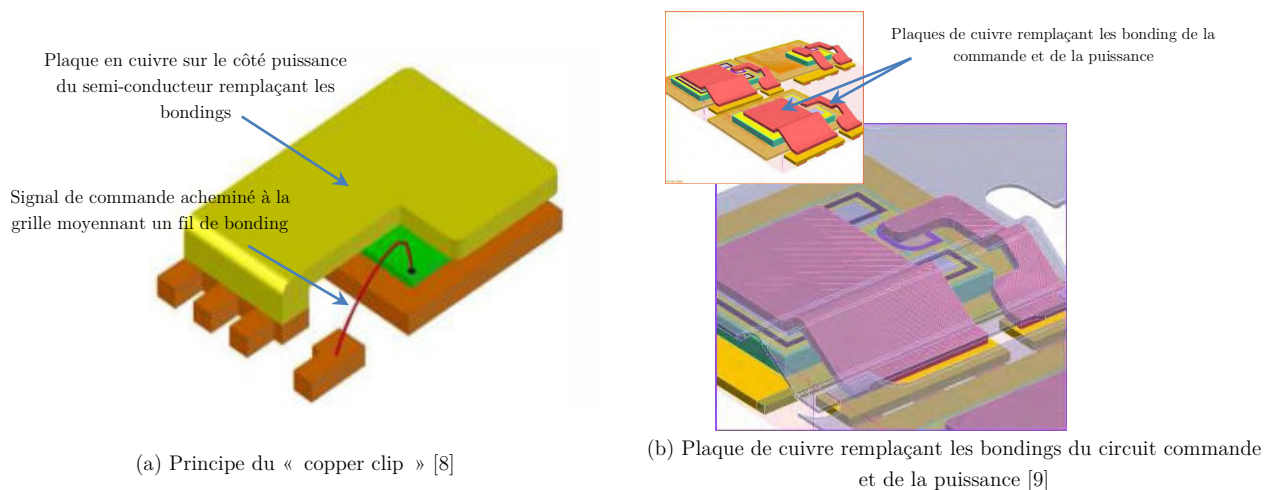 Plaque en cuivre sur le côté puissance
du semi-conducteur remplaçant les
bondings
Signal de commande acheminé à la
grille moyennant un fil de bonding
(a) Principe du « copper clip » [8]
Plaques de cuivre remplaçant les bonding de la
commande et de la puissance
(b) Plaque de cuivre remplaçant les bondings du circuit commande
et de la puissance [9]